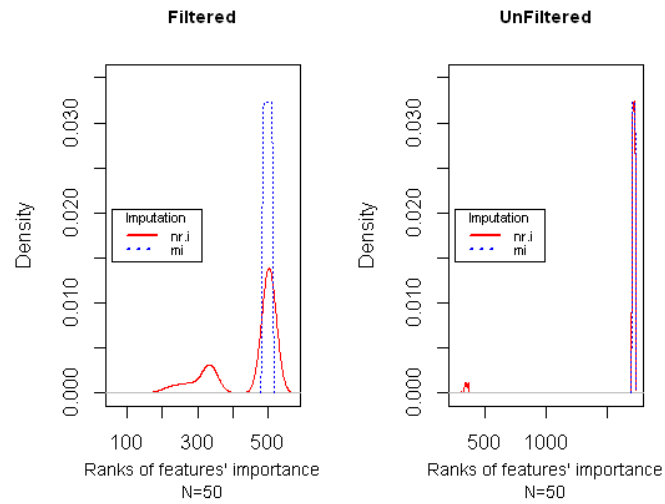 Filtered
Density
0.000
0.010
0.020
0.030
Imputation
nr.i
mi
100
300
500
Ranks of features' importance
N=50
UnFiltered
Density
0.000
0.010
0.020
0.030
Imputation
nr.i
mi
500
1000
Ranks of features' importance
N=50